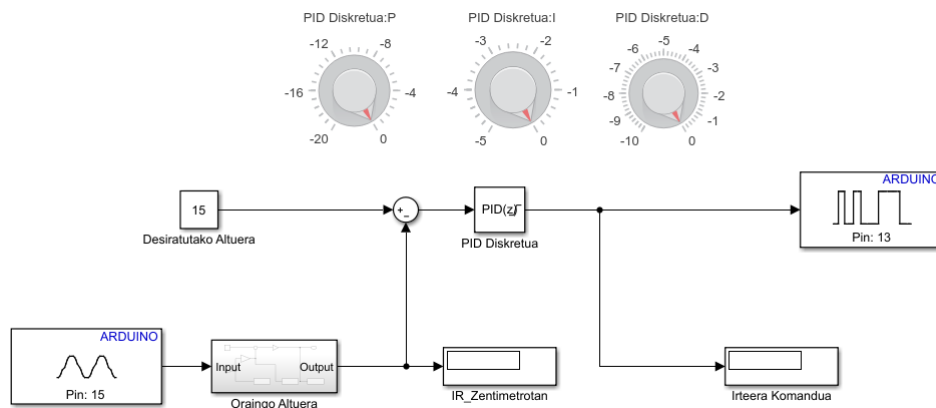 PID Diskretua:P
PID Diskretua:I
PID Diskretua:D
-20 -16 -12 -8 -4 0
-5 -4 -3 -2 -1 0
-10 -9 -8 -7 -6 -5 -4 -3 -2 -1 0
15
Desiratutako Altuera
+
-
PID(z)
PID Diskretua
ARDUINO
Pin: 13
ARDUINO
Pin: 15
Input
Output
Oraingo Altuera
IR_Zentimetrotan
Irteera Komandua